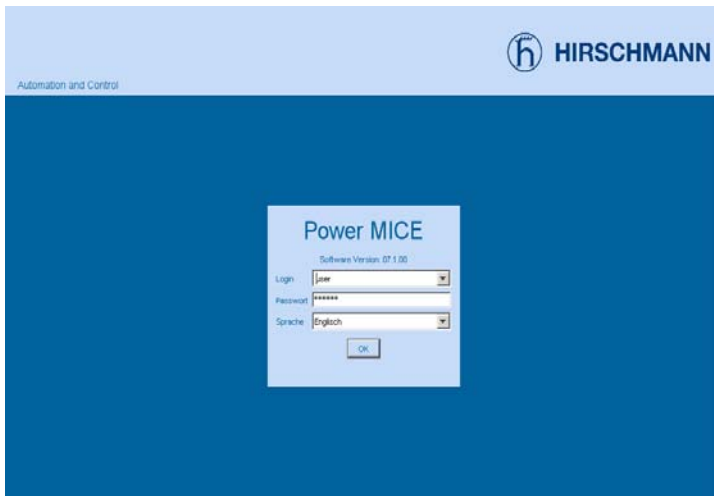 HIRSCHMANN
Automation and Control
Power MICE
Software Version: 07.1.00
Login user
Passwort ******
Sprache Englisch
OK